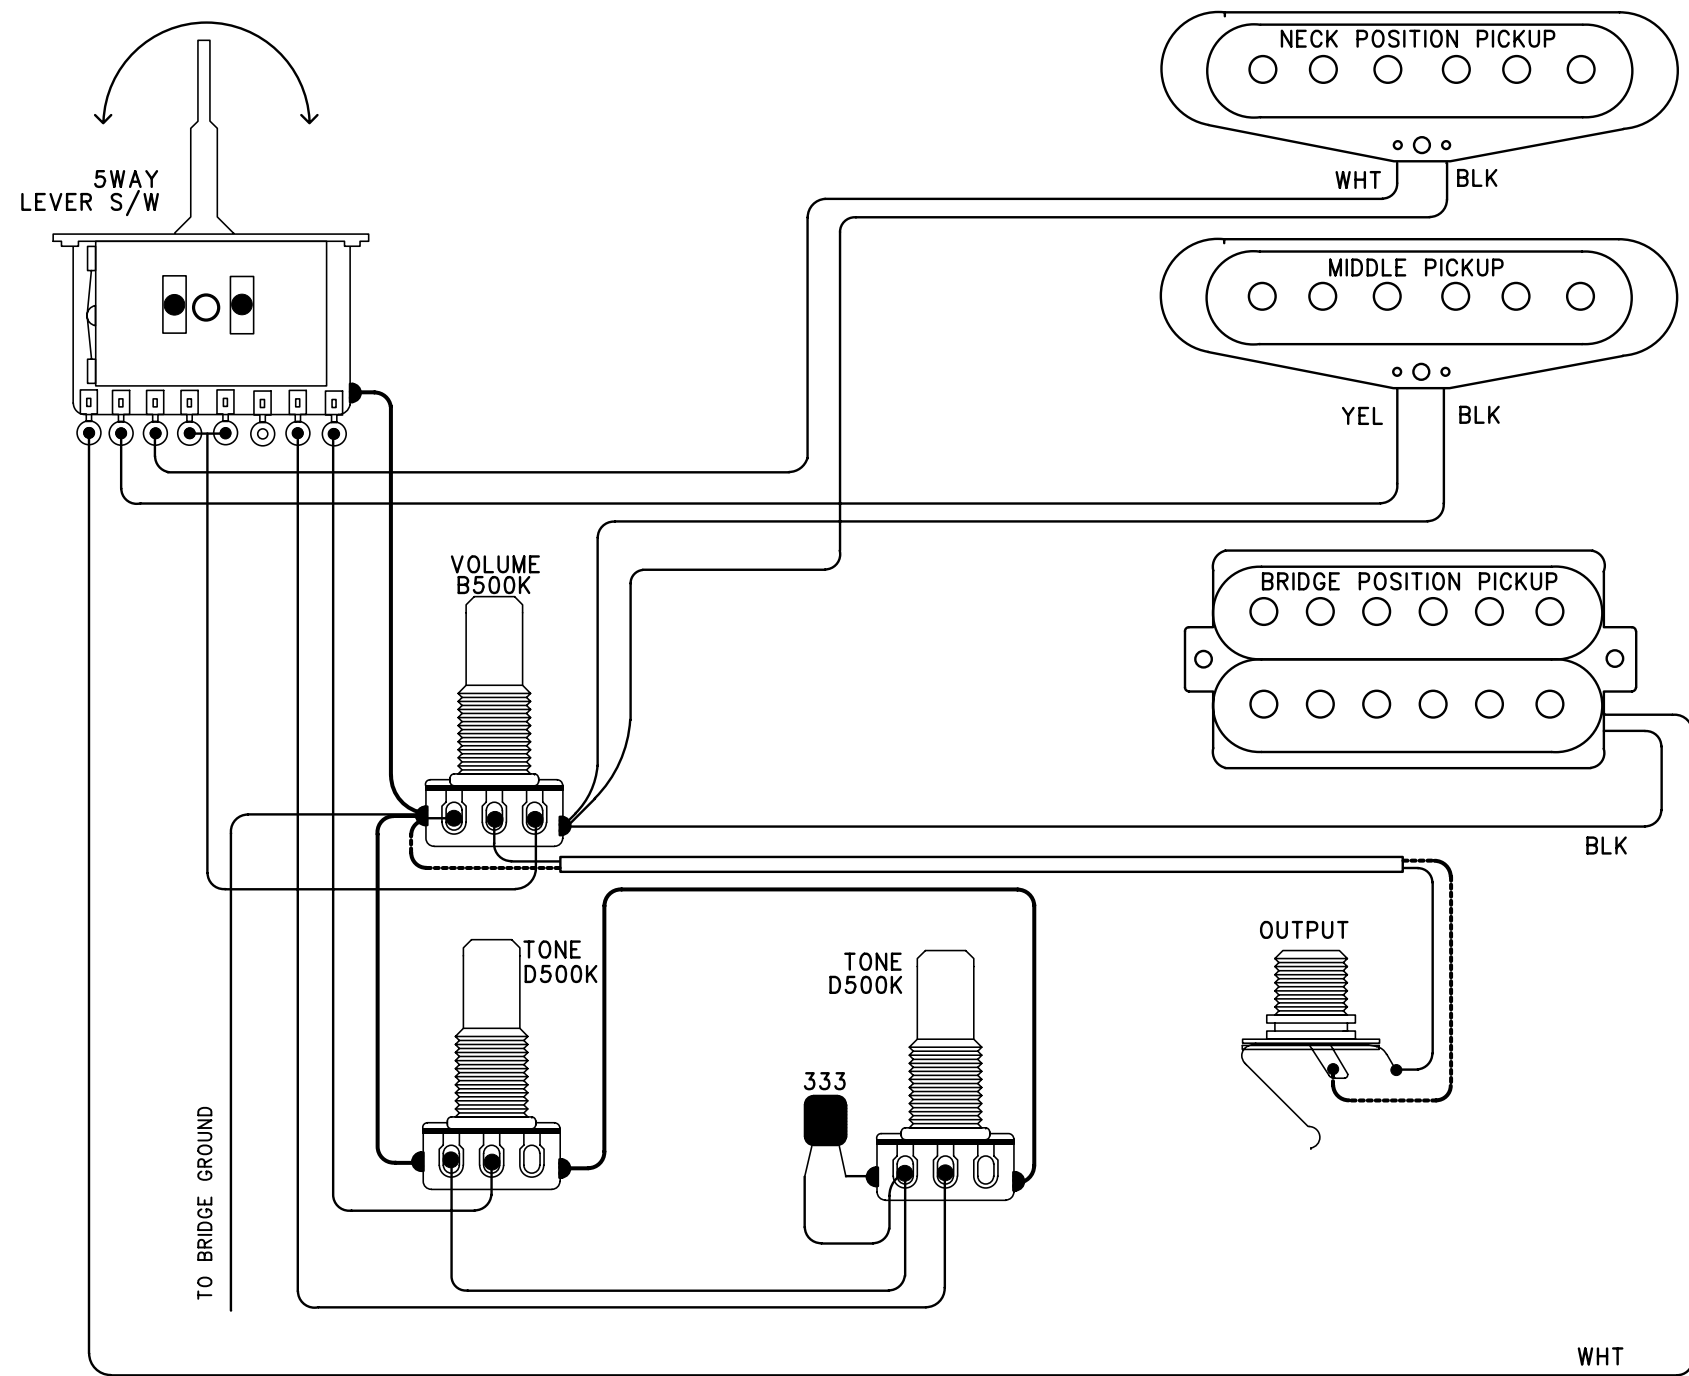 NECK POSITION PICKUP
WHT
BLK
5WAY
LEVER S/W
MIDDLE PICKUP
YEL
BLK
VOLUME
B500K
BRIDGE POSITION PICKUP
BLK
TONE
D500K
TONE
D500K
OUTPUT
333
TO BRIDGE GROUND
WHT